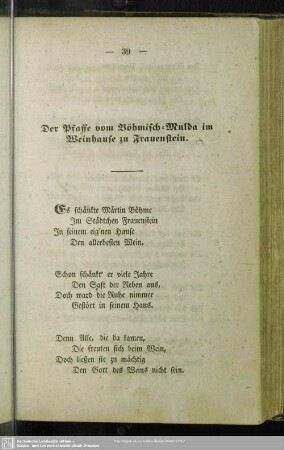 — 39 —
Der Pfaffe vom Böhmisch-Mulda im
Weinhause zu Frauenstein.
Es schänkte Märtin Böhme
Im Städtchen Frauenstein
In seinem eig'nen Hause
Den allerbesten Wein.
Schon schänkt' er viele Jahre
Den Saft der Reben aus,
Doch ward die Ruhe nimmer
Gestört in seinem Haus.
Denn Alle, die da kamen,
Die freuten sich beim Wein,
Doch ließen sie zu mächtig
Den Gott des Weins nicht sein.